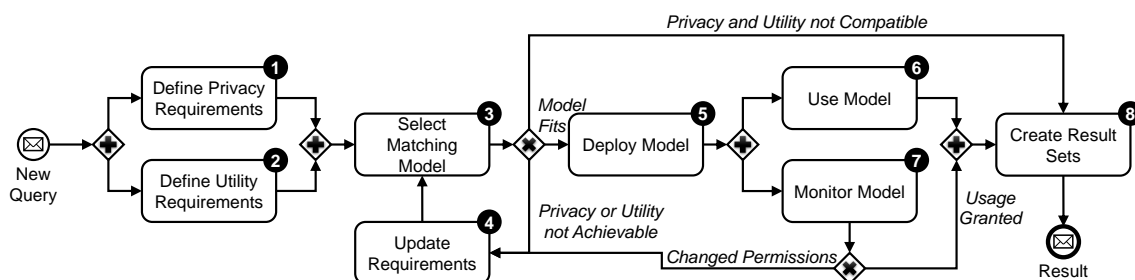 Privacy and Utility not Compatible
1
Define Privacy
Requirements
2
Define Utility
Requirements
New
Query
3
Select
Matching
Model
4
Update
Requirements
Model
Fits
Privacy or Utility
not Achievable
5
Deploy Model
6
Use Model
7
Monitor Model
Changed Permissions
Usage
Granted
8
Create Result
Sets
Result